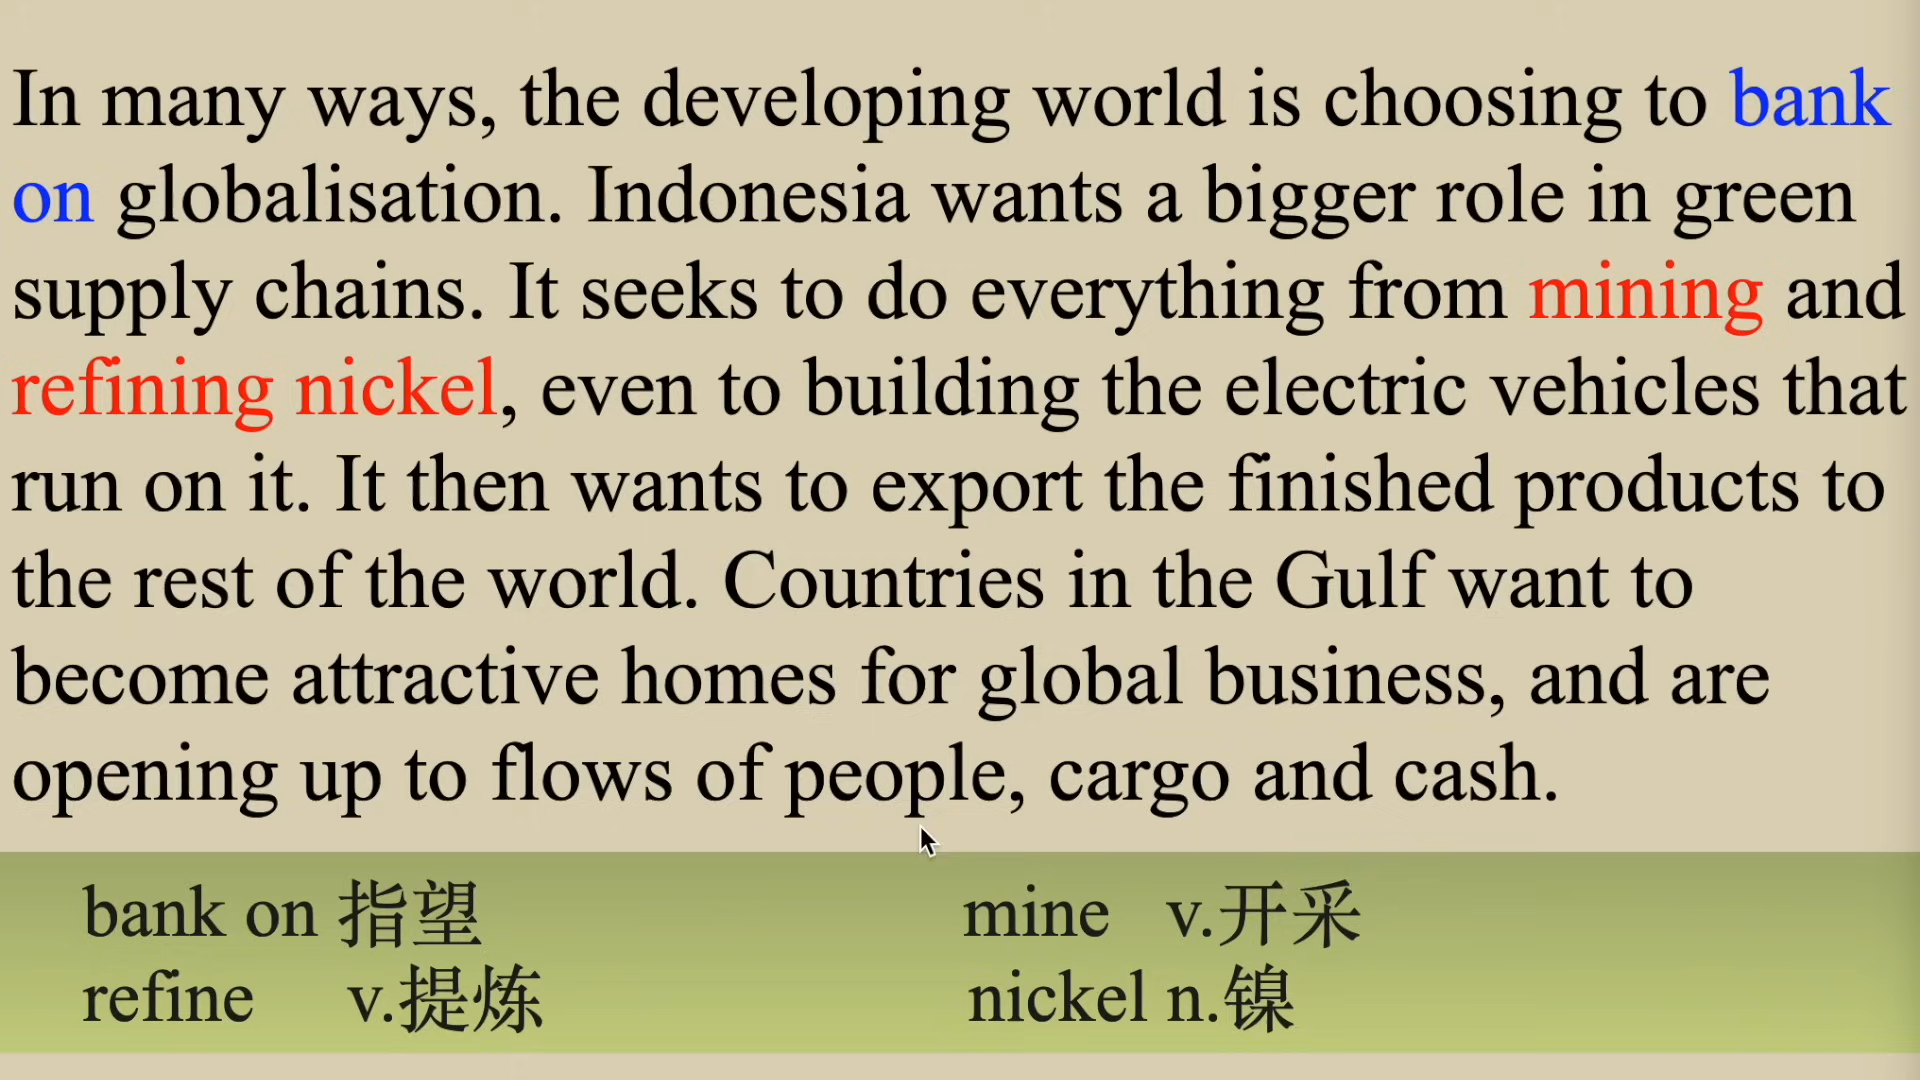 In many ways, the developing world is choosing to bank
on globalisation. Indonesia wants a bigger role in green
supply chains. It seeks to do everything from mining and
refining nickel, even to building the electric vehicles that
run on it. It then wants to export the finished products to
the rest of the world. Countries in the Gulf want to
become attractive homes for global business, and are
opening up to flows of people, cargo and cash.
bank on 指望 mine v.开采
refine v.提炼 nickel n.镍